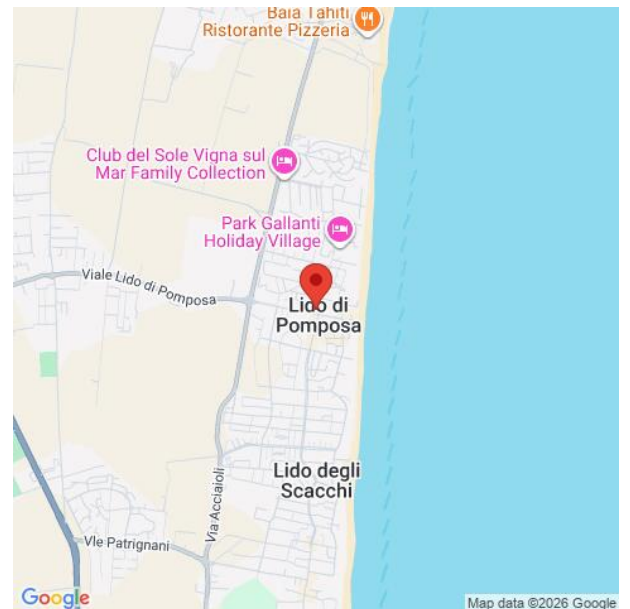 Baia Tahiti
Ristorante Pizzeria
Club del Sole Vigna sul
Mar Family Collection
Park Gallanti
Holiday Village
Viale Lido di Pomposa
Lido di
Pomposa
Lido degli
Scacchi
Via Acciaioli
Vle Patrignani
Google
Map data ©2026 Google